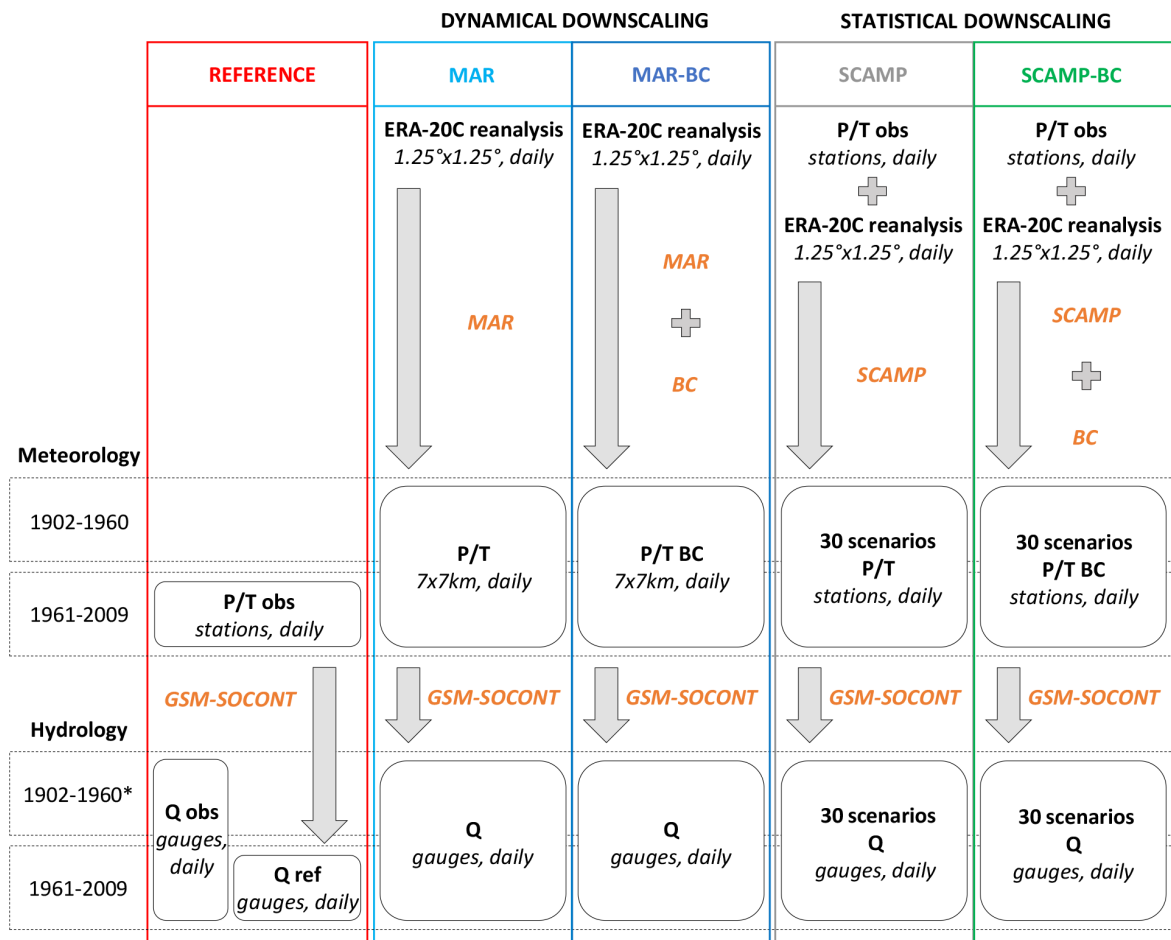 DYNAMICAL DOWNSCALING
STATISTICAL DOWNSCALING
REFERENCE
MAR
MAR-BC
SCAMP
SCAMP-BC
ERA-20C reanalysis
1.25°x1.25°, daily
MAR
ERA-20C reanalysis
1.25°x1.25°, daily
MAR
BC
P/T obs
stations, daily
ERA-20C reanalysis
1.25°x1.25°, daily
SCAMP
P/T obs
stations, daily
ERA-20C reanalysis
1.25°x1.25°, daily
SCAMP
BC
Meteorology
1902-1960
1961-2009
P/T obs
stations, daily
P/T
7x7km, daily
P/T BC
7x7km, daily
30 scenarios
P/T
stations, daily
30 scenarios
P/T BC
stations, daily
GSM-SOCONT
GSM-SOCONT
GSM-SOCONT
GSM-SOCONT
GSM-SOCONT
Hydrology
1902-1960*
1961-2009
Q obs
gauges,
daily
Q ref
gauges, daily
Q
gauges, daily
Q
gauges, daily
30 scenarios
Q
gauges, daily
30 scenarios
Q
gauges, daily